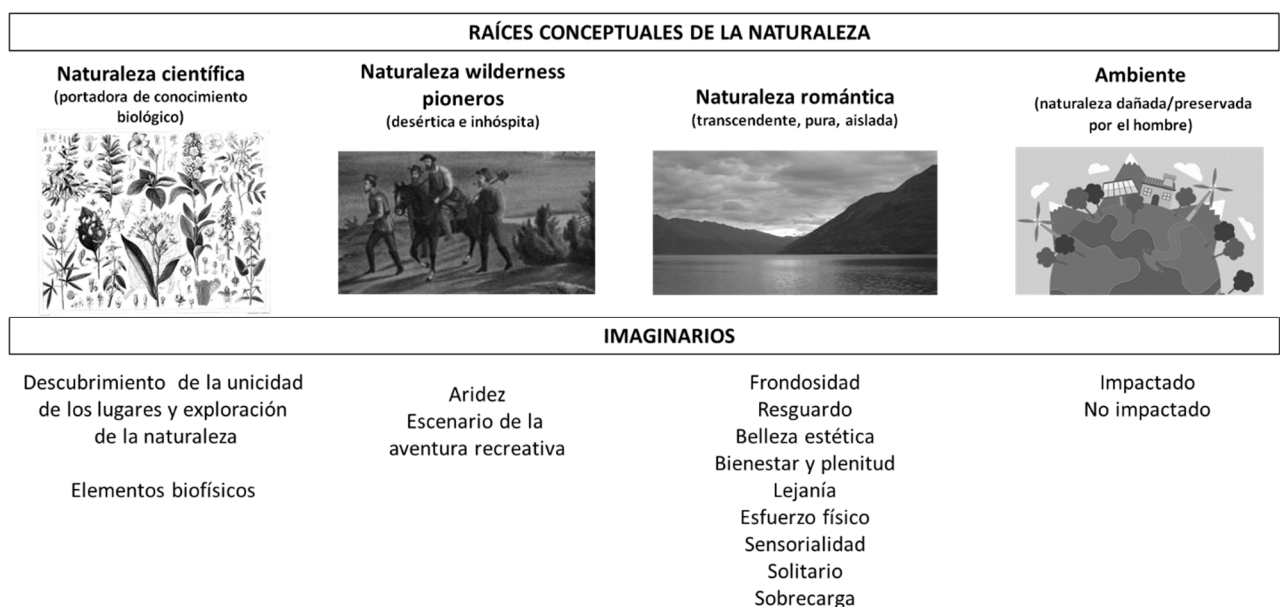 RAÍCES CONCEPTUALES DE LA NATURALEZA
Naturaleza científica
(portadora de conocimiento
biológico)
Naturaleza wilderness
pioneros
(desértica e inhóspita)
Naturaleza romántica
(transcendente, pura, aislada)
Ambiente
(naturaleza dañada/preservada
por el hombre)
IMAGINARIOS
Descubrimiento de la unicidad
de los lugares y exploración
de la naturaleza
Elementos biofísicos
Aridez
Escenario de la
aventura recreativa
Frondosidad
Resguardo
Belleza estética
Bienestar y plenitud
Lejanía
Esfuerzo físico
Sensorialidad
Solitario
Sobrecarga
Impactado
No impactado